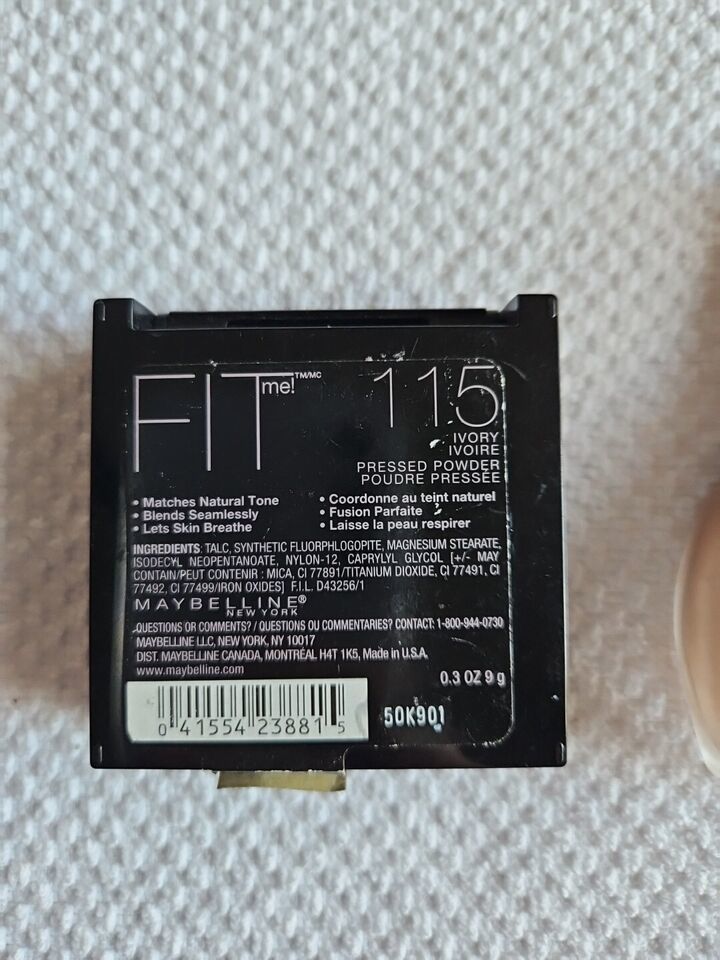 FIT me! TM/MC 115
IVORY
IVOIRE
PRESSED POWDER
POUDRE PRESSÉE
• Matches Natural Tone
• Blends Seamlessly
• Lets Skin Breathe
• Coordonne au teint naturel
• Fusion Parfaite
• Laisse la peau respirer
INGREDIENTS: TALC, SYNTHETIC FLUORPHLOGOPITE, MAGNESIUM STEARATE,
ISODECYL NEOPENTANOATE, NYLON-12, CAPRYLYL GLYCOL [+/- MAY
CONTAIN/PEUT CONTENIR : MICA, CI 77891/TITANIUM DIOXIDE, CI 77491, CI
77492, CI 77499/IRON OXIDES] F.I.L. D43256/1
MAYBELLINE®
NEW YORK
QUESTIONS OR COMMENTS? / QUESTIONS OU COMMENTARIES? CONTACT: 1-800-944-0730
MAYBELLINE LLC, NEW YORK, NY 10017
DIST. MAYBELLINE CANADA, MONTRÉAL H4T 1K5, Made in U.S.A.
www.maybelline.com
0.3 OZ 9 g
0 41554 23881 5
50K901